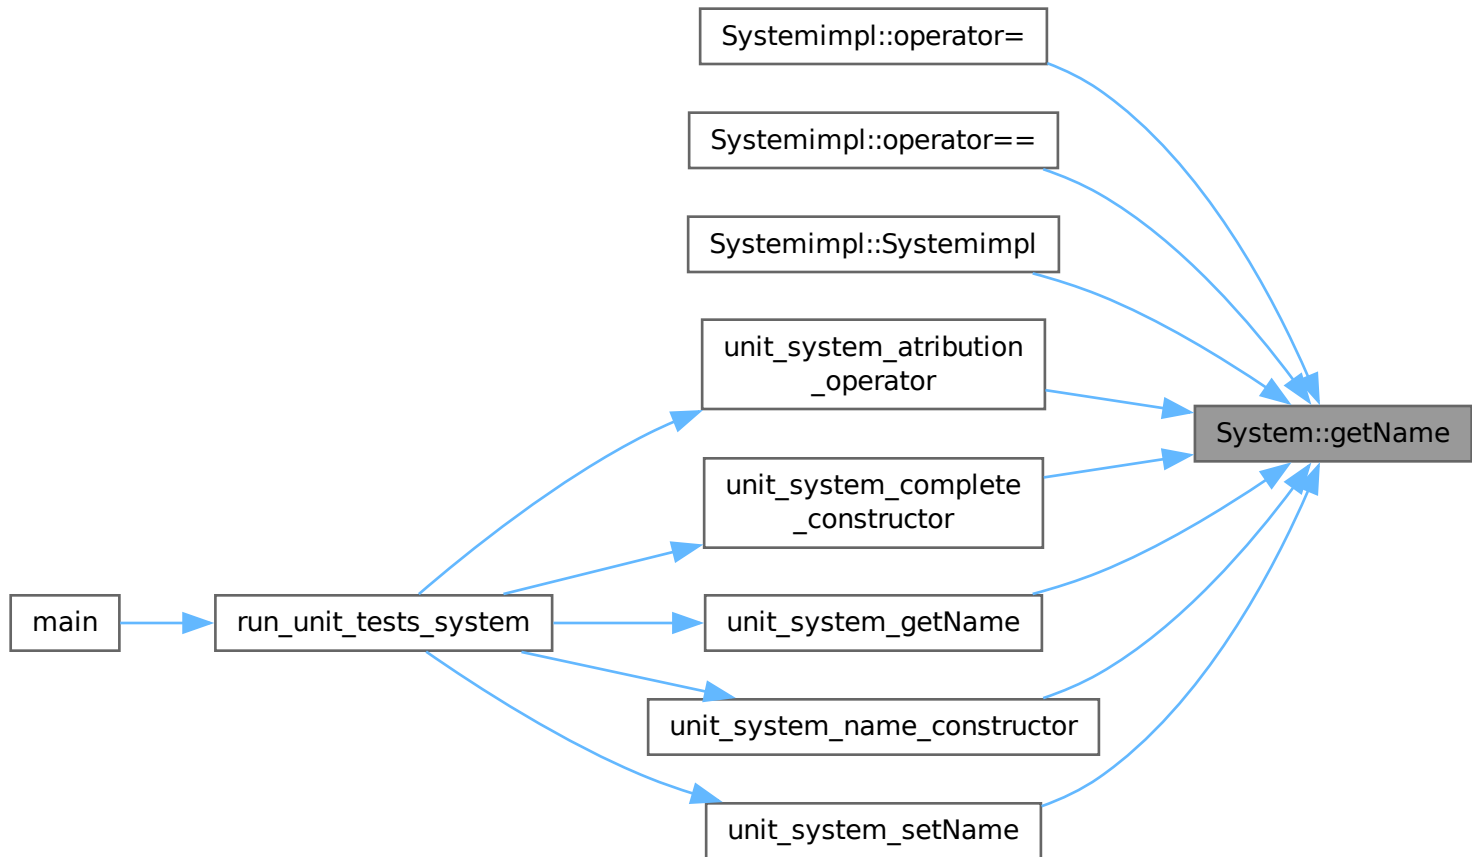 Systemimpl::operator=
Systemimpl::operator==
Systemimpl::Systemimpl
unit_system_atribution
_operator
System::getName
unit_system_complete
_constructor
main
run_unit_tests_system
unit_system_getName
unit_system_name_constructor
unit_system_setName